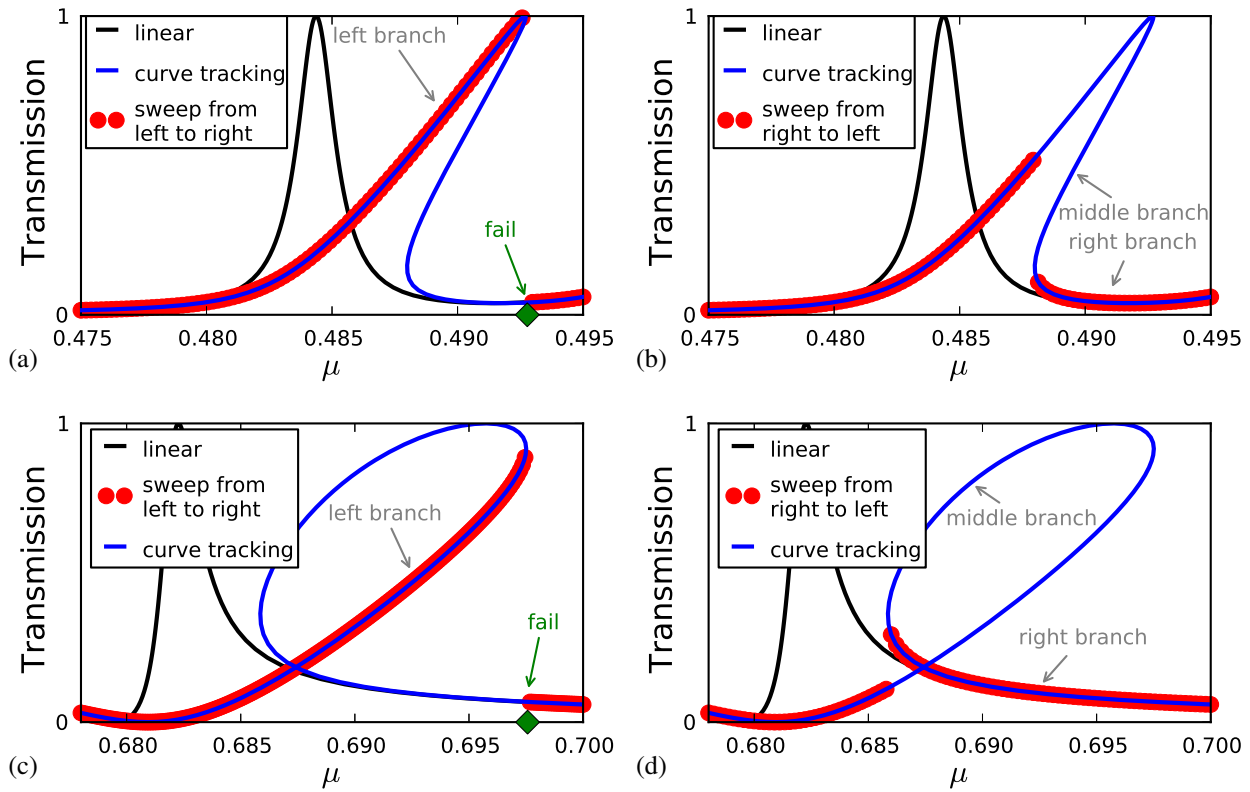 1
linear
curve tracking
sweep from
left to right
left branch
fail
Transmission
0
0.475
0.480
0.485
0.490
0.495
μ
(a)
1
linear
curve tracking
sweep from
right to left
middle branch
right branch
Transmission
0
0.475
0.480
0.485
0.490
0.495
μ
(b)
1
linear
sweep from
left to right
curve tracking
left branch
fail
Transmission
0
0.680
0.685
0.690
0.695
0.700
μ
(c)
1
linear
sweep from
right to left
curve tracking
middle branch
right branch
Transmission
0
0.680
0.685
0.690
0.695
0.700
μ
(d)